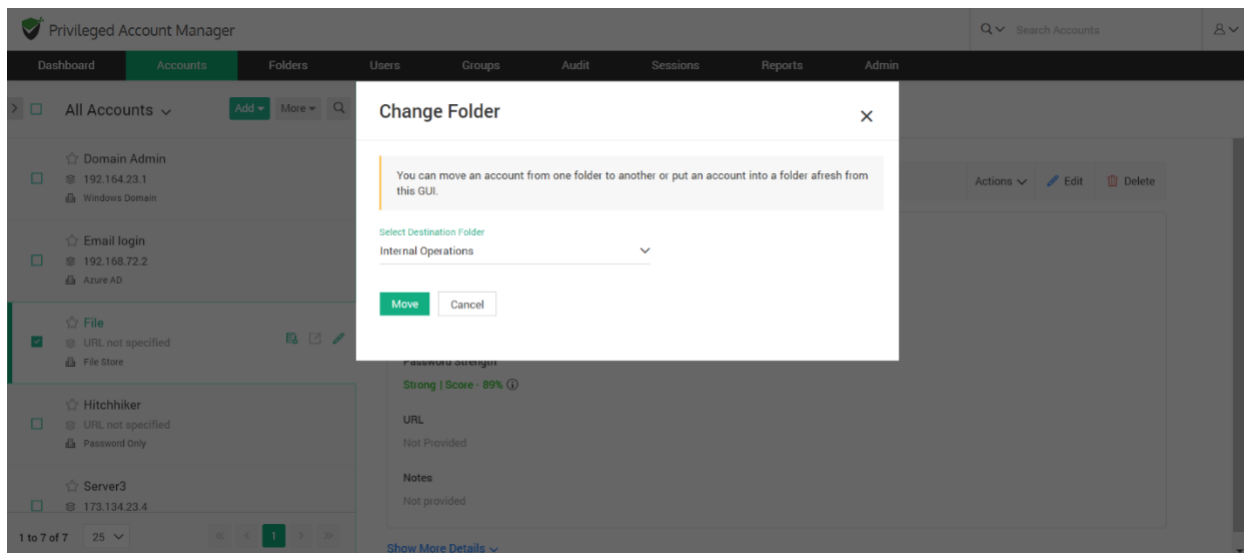 Privileged Account Manager
Search Accounts
Dashboard Accounts Folders Users Groups Audit Sessions Reports Admin
All Accounts
Add More
Domain Admin
192.164.23.1
Windows Domain
Email login
192.168.72.2
Azure AD
File
URL not specified
File Store
Hitchhiker
URL not specified
Password Only
Server3
173.134.23.4
1 to 7 of 7 25 1
Change Folder
You can move an account from one folder to another or put an account into a folder afresh from
this GUI.
Select Destination Folder
Internal Operations
Move Cancel
Actions Edit Delete
Password Strength
Strong | Score - 89%
URL
Not Provided
Notes
Not provided
Show More Details